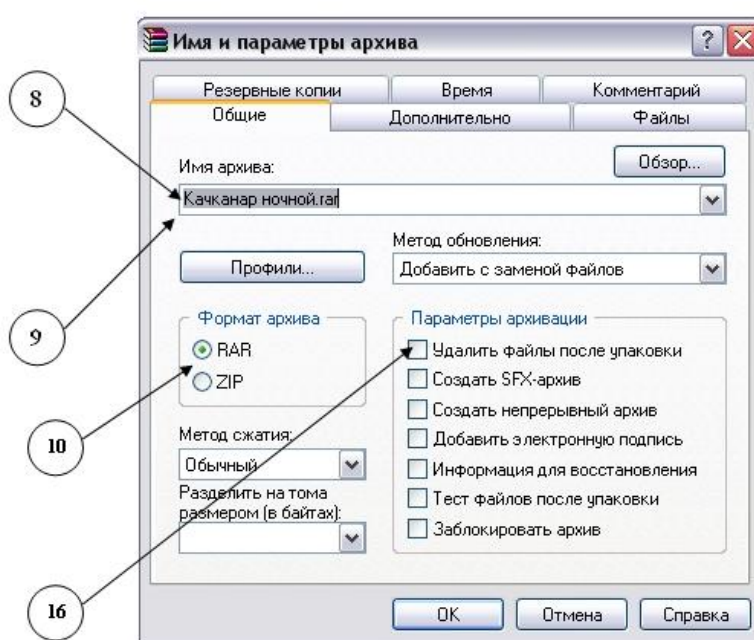 Имя и параметры архива
Резервные копии Время Комментарий
Общие Дополнительно Файлы
8
Имя архива: Обзор...
Качканар ночной.rar
Метод обновления:
Профили... Добавить с заменой файлов
9
Формат архива Параметры архивации
RAR Удалить файлы после упаковки
ZIP Создать SFX-архив
Создать непрерывный архив
10
Метод сжатия: Добавить электронную подпись
Обычный Информация для восстановления
Разделить на тома Тест файлов после упаковки
размером (в байтах):
Заблокировать архив
16
OK Отмена Справка